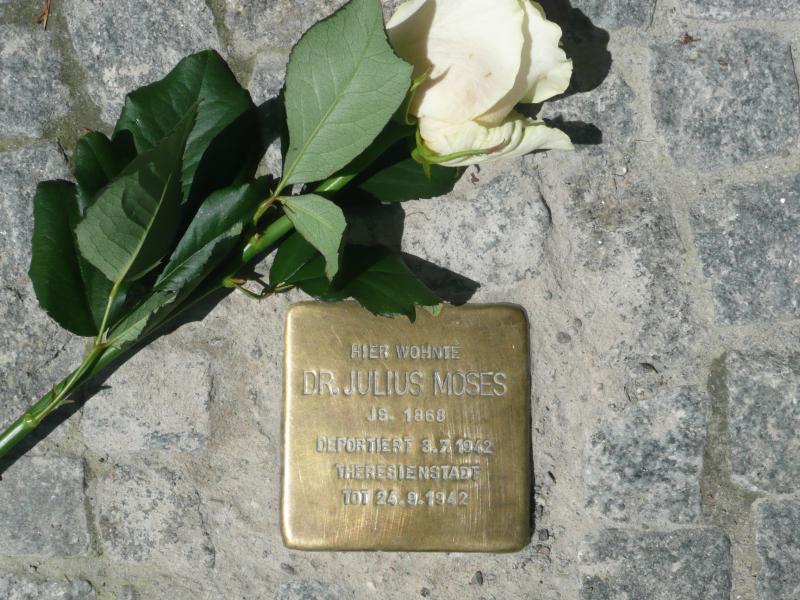 HIER WOHNTE
DR. JULIUS MOSES
JG. 1868
DEPORTIERT 3.7.1942
THERESIENSTADT
TOT 24.9.1942